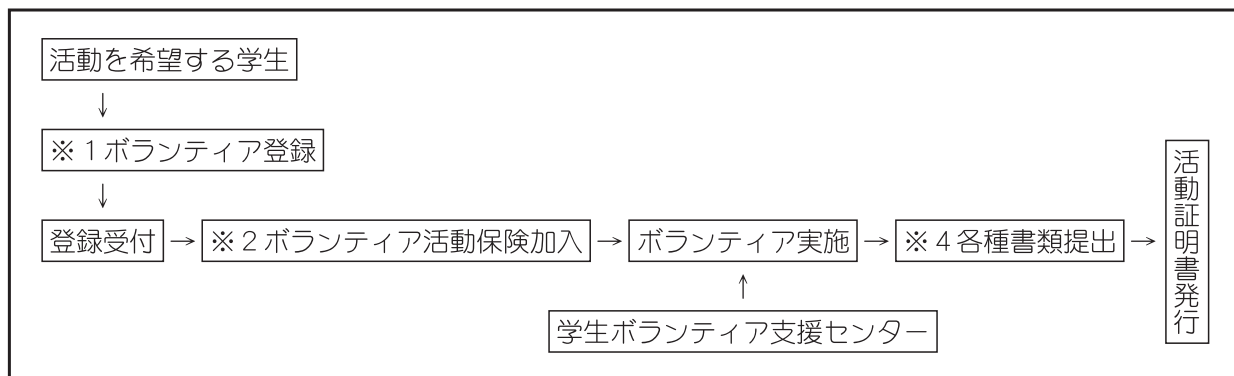 活動を希望する学生
↓
※1ボランティア登録
↓
登録受付→※2ボランティア活動保険加入→ボランティア実施→※4各種書類提出→
活動証明書発行
↑
学生ボランティア支援センター